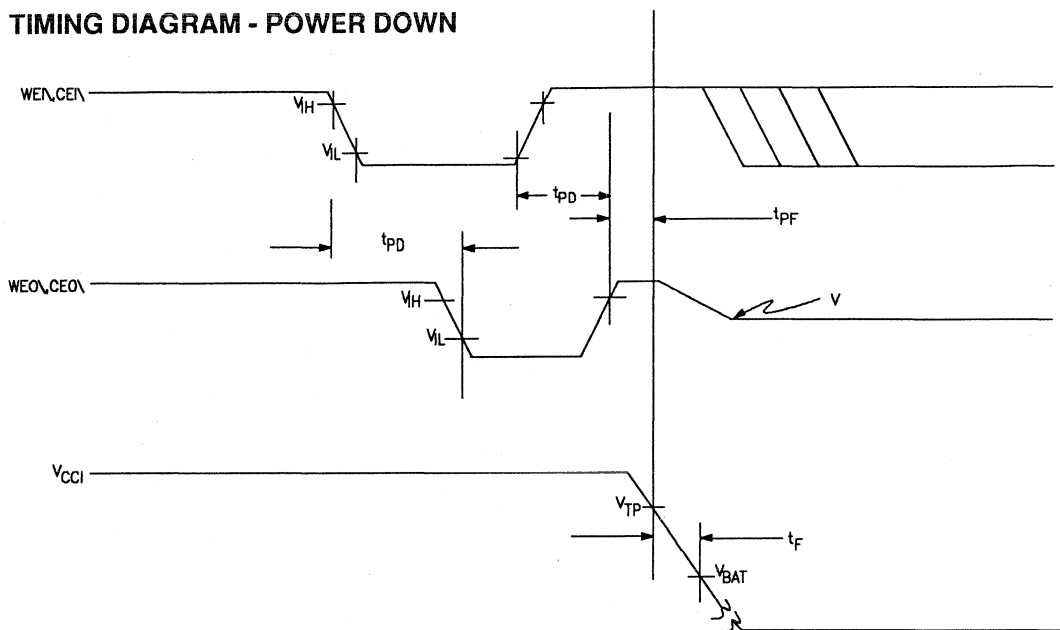 TIMING DIAGRAM - POWER DOWN
WEI\,CEI\
VIH
VIL
tPD
tPF
tPD
WEO\,CEO\
VIH
VIL
V
VCCI
VTP
tF
VBAT